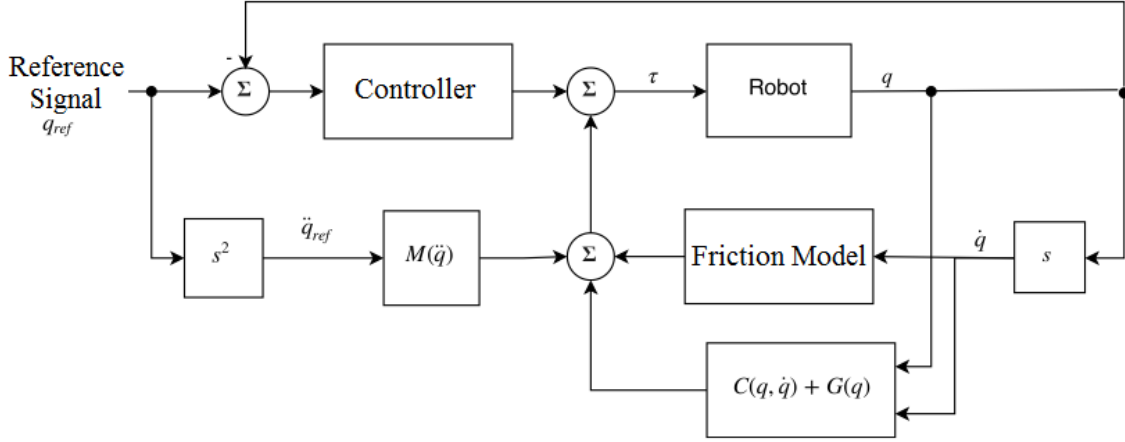 -
Reference
Signal
q_ref
Σ
Controller
Σ
τ
Robot
q
s²
q̈_ref
M(q̈)
Σ
Friction Model
q̇
s
C(q, q̇) + G(q)